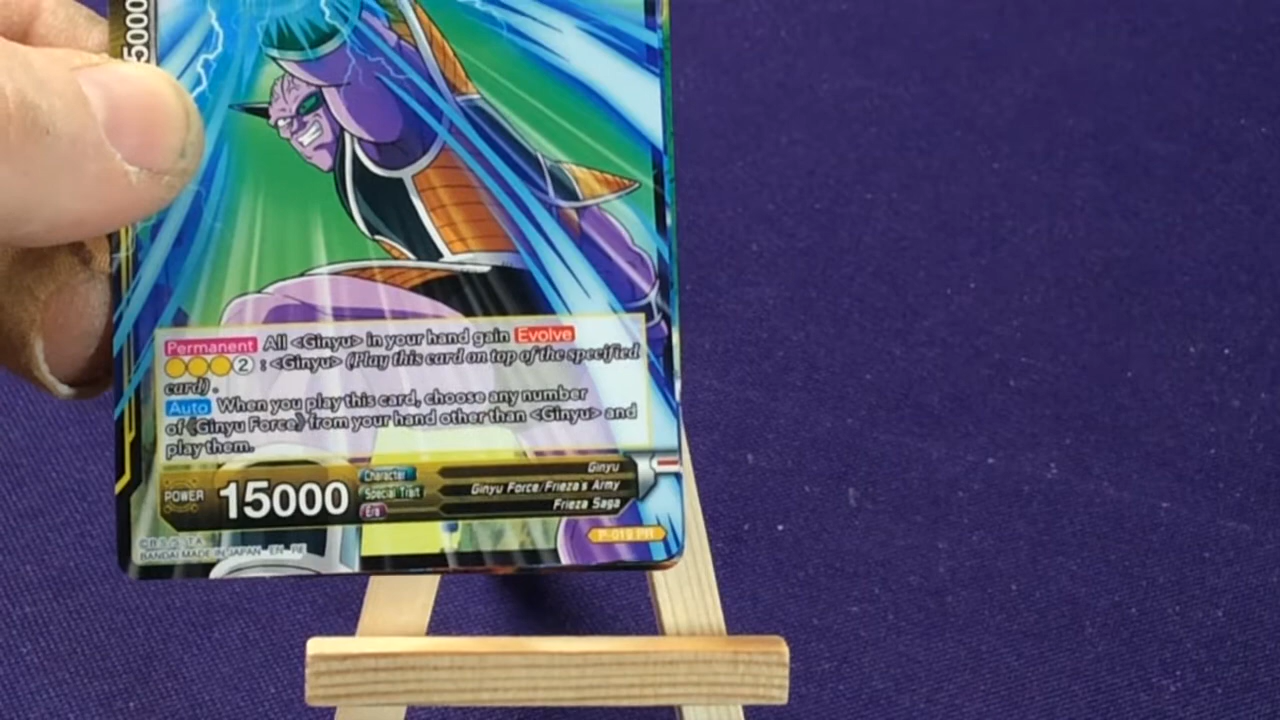 5000
Permanent All <Ginyu> in your hand gain Evolve
2 : <Ginyu> (Play this card on top of the specified
card) .
Auto When you play this card, choose any number
of 《Ginyu Force》 from your hand other than <Ginyu> and
play them.
POWER 15000
Character Ginyu
Special Trait Ginyu Force/Frieza's Army
Era Frieza Saga
P-019 PR
BANDAI MADE IN JAPAN EN